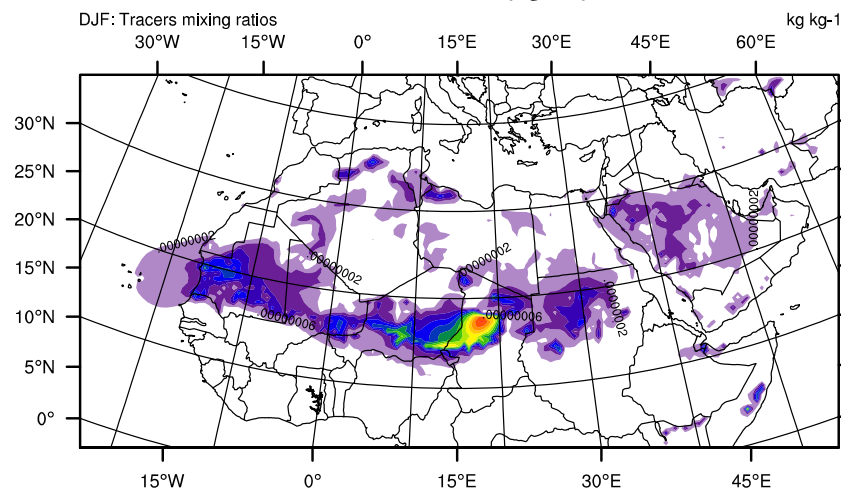 DJF: Tracers mixing ratios kg kg-1
30°W 15°W 0° 15°E 30°E 45°E 60°E
30°N
25°N
20°N
15°N
10°N
5°N
0°
00000002
00000002
00000002
00000002
00000006
00000006
00000002
15°W 0° 15°E 30°E 45°E